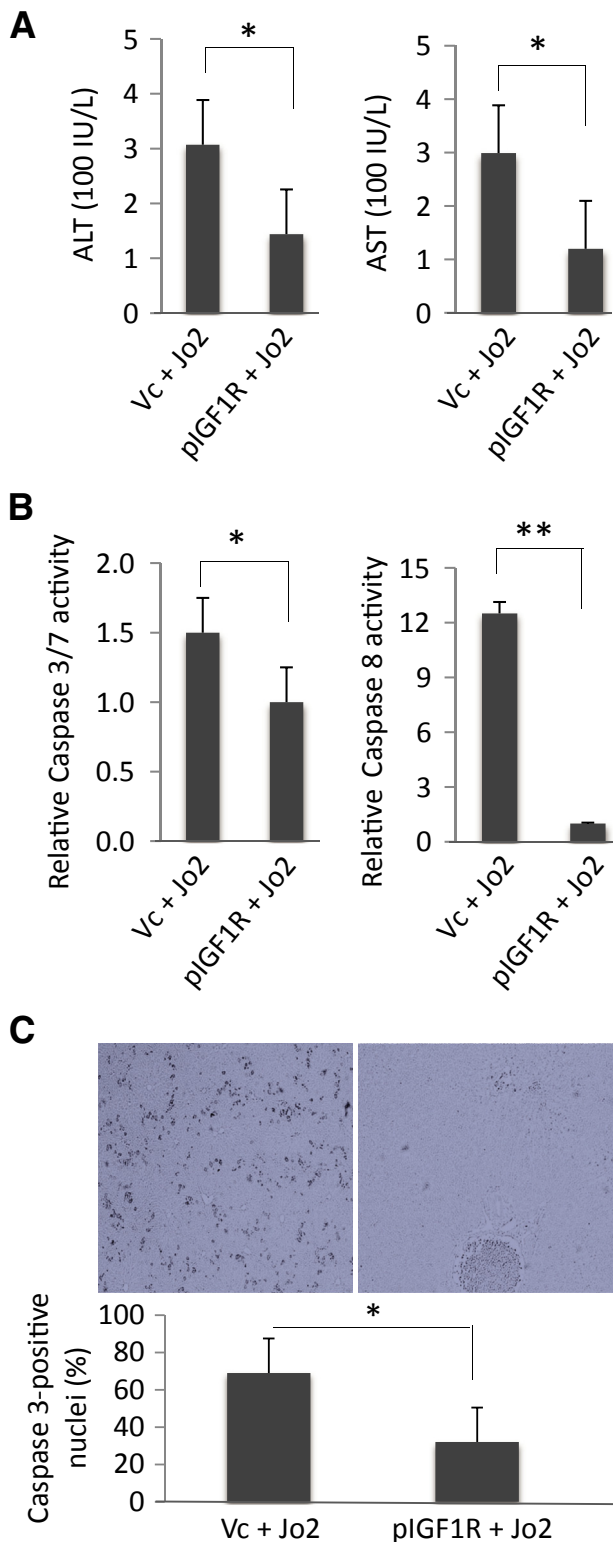 A
ALT (100 IU/L)
5
4
3
2
1
0
*
Vc + Jo2
pIGF1R + Jo2
AST (100 IU/L)
5
4
3
2
1
0
*
Vc + Jo2
pIGF1R + Jo2
B
Relative Caspase 3/7 activity
2.0
1.5
1.0
0.5
0.0
*
Vc + Jo2
pIGF1R + Jo2
Relative Caspase 8 activity
15
12
9
6
3
0
**
Vc + Jo2
pIGF1R + Jo2
C
Caspase 3-positive
nuclei (%)
100
80
60
40
20
0
*
Vc + Jo2
pIGF1R + Jo2